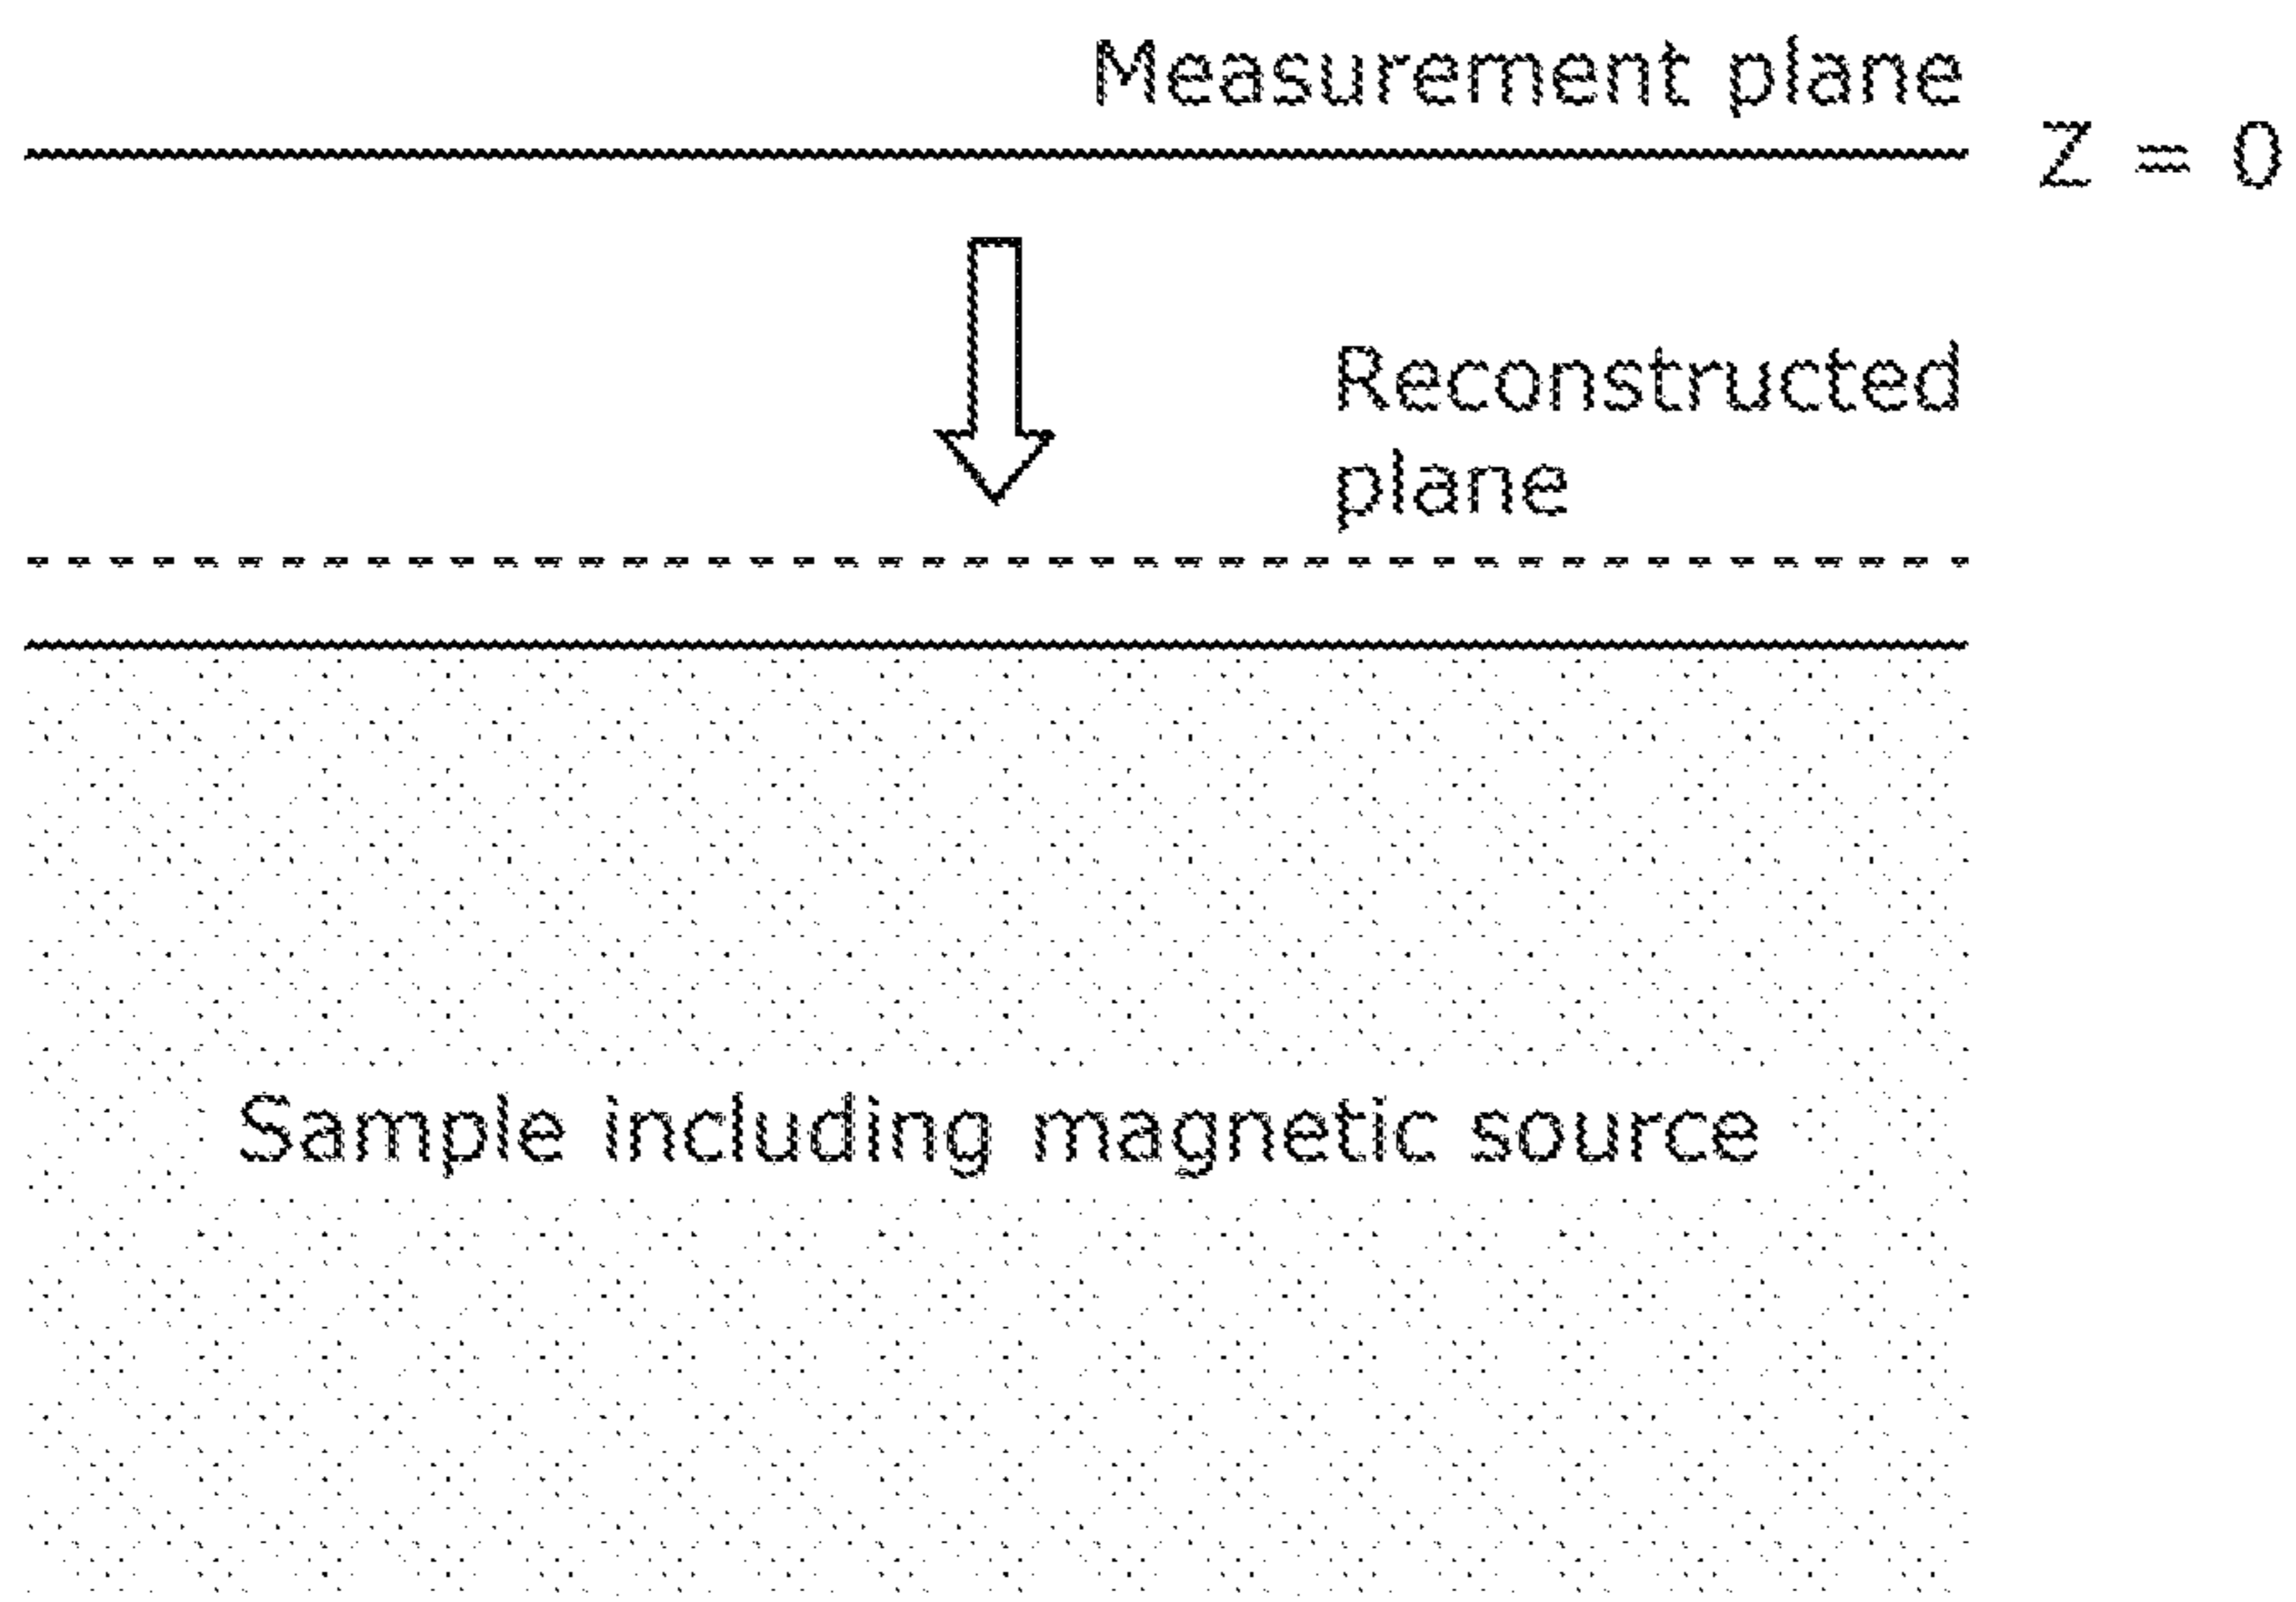 Measurement plane
Z = 0
Reconstructed
plane
Sample including magnetic source